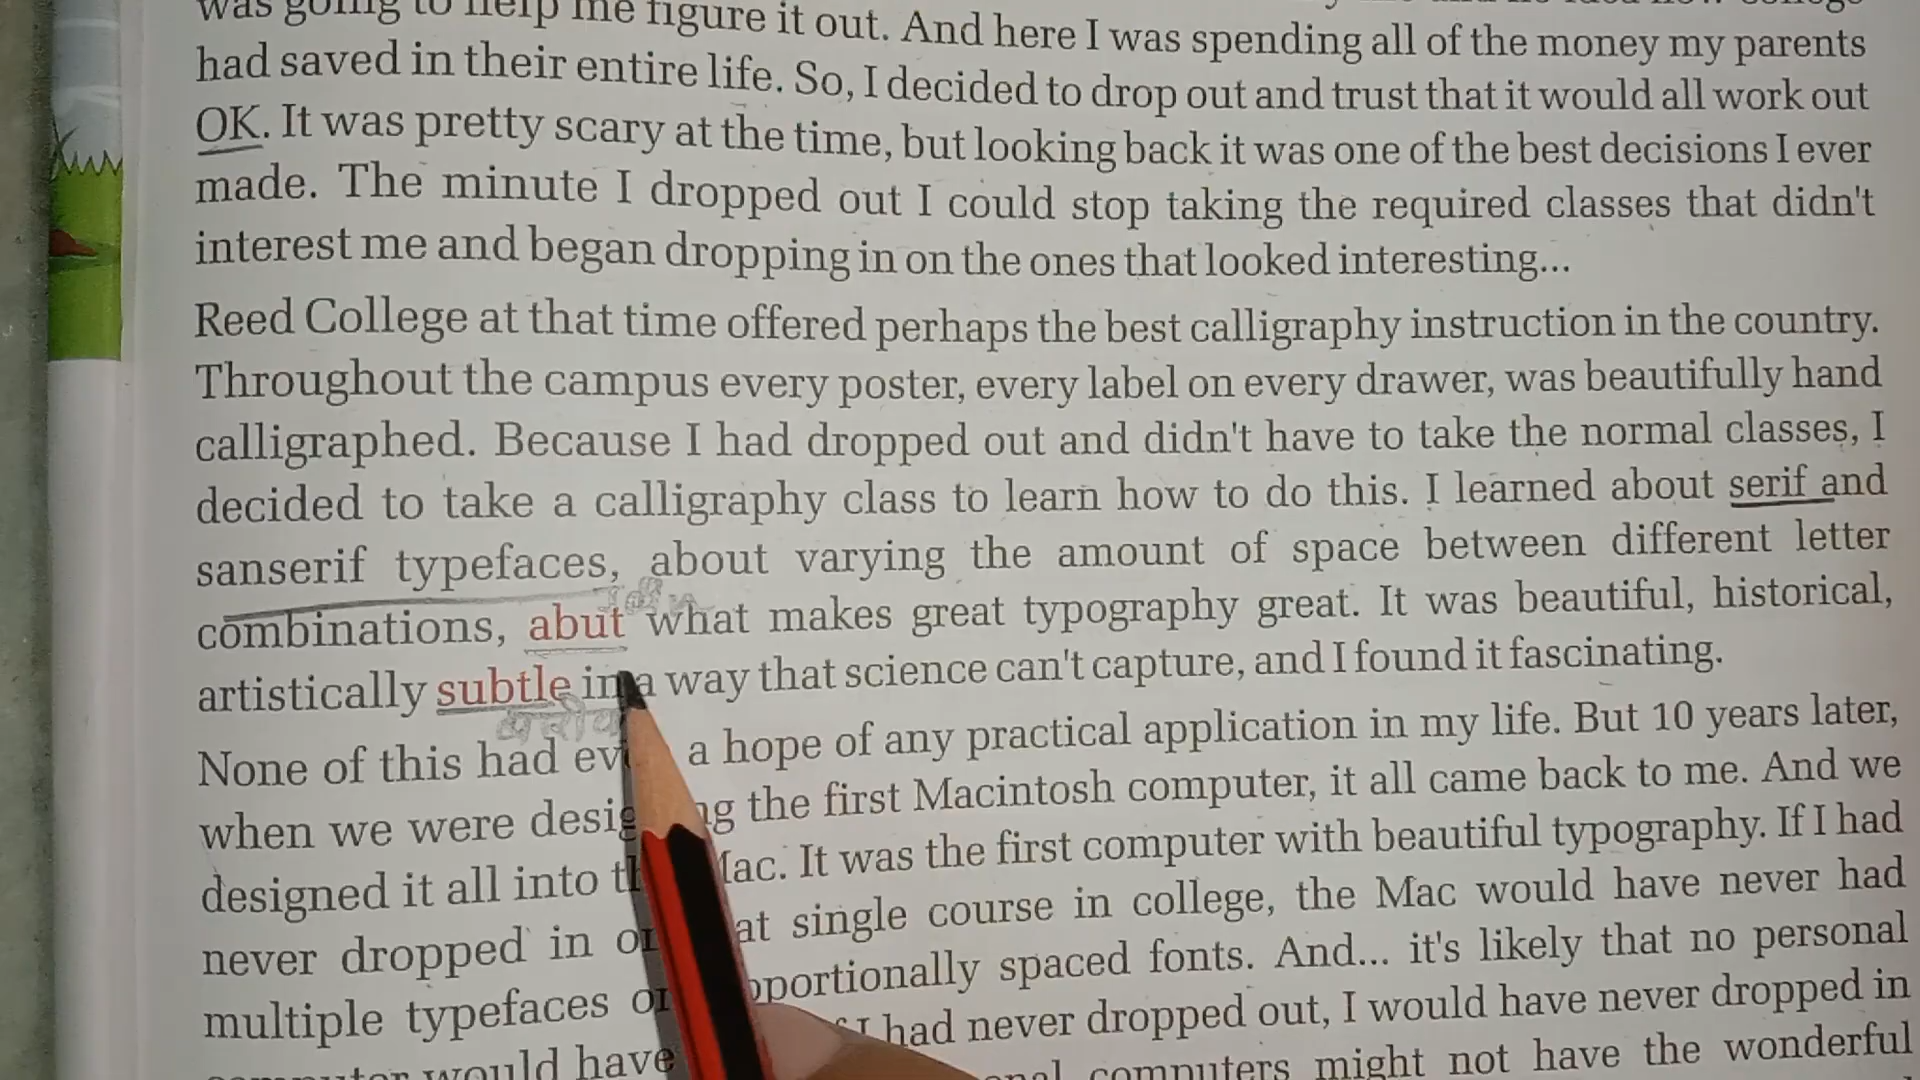 was going to help me figure it out. And here I was spending all of the money my parents
had saved in their entire life. So, I decided to drop out and trust that it would all work out
OK. It was pretty scary at the time, but looking back it was one of the best decisions I ever
made. The minute I dropped out I could stop taking the required classes that didn't
interest me and began dropping in on the ones that looked interesting...
Reed College at that time offered perhaps the best calligraphy instruction in the country.
Throughout the campus every poster, every label on every drawer, was beautifully hand
calligraphed. Because I had dropped out and didn't have to take the normal classes, I
decided to take a calligraphy class to learn how to do this. I learned about serif and
sanserif typefaces, about varying the amount of space between different letter
combinations, abut what makes great typography great. It was beautiful, historical,
artistically subtle in a way that science can't capture, and I found it fascinating.
None of this had a hope of any practical application in my life. But 10 years later,
when we were the first Macintosh computer, it all came back to me. And we
designed it all into Mac. It was the first computer with beautiful typography. If I had
never dropped in single course in college, the Mac would have never had
multiple typefaces spaced fonts. And... it's likely that no personal
would have I had never dropped out, I would have never dropped in
computers might not have the wonderful